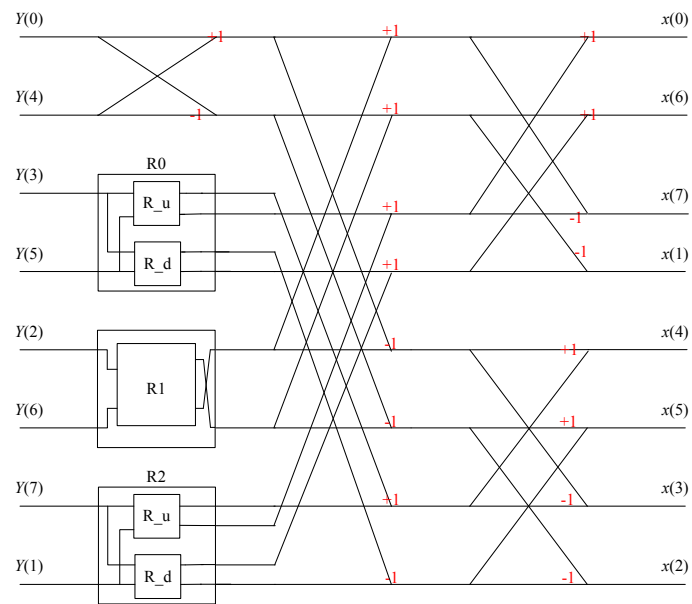 Y(0) +1 +1 +1 x(0)
Y(4) -1 +1 +1 x(6)
R0
Y(3) R_u +1 -1 x(7)
Y(5) R_d +1 -1 x(1)
Y(2) -1 +1 x(4)
R1
Y(6) -1 +1 x(5)
R2
Y(7) R_u +1 -1 x(3)
Y(1) R_d -1 -1 x(2)